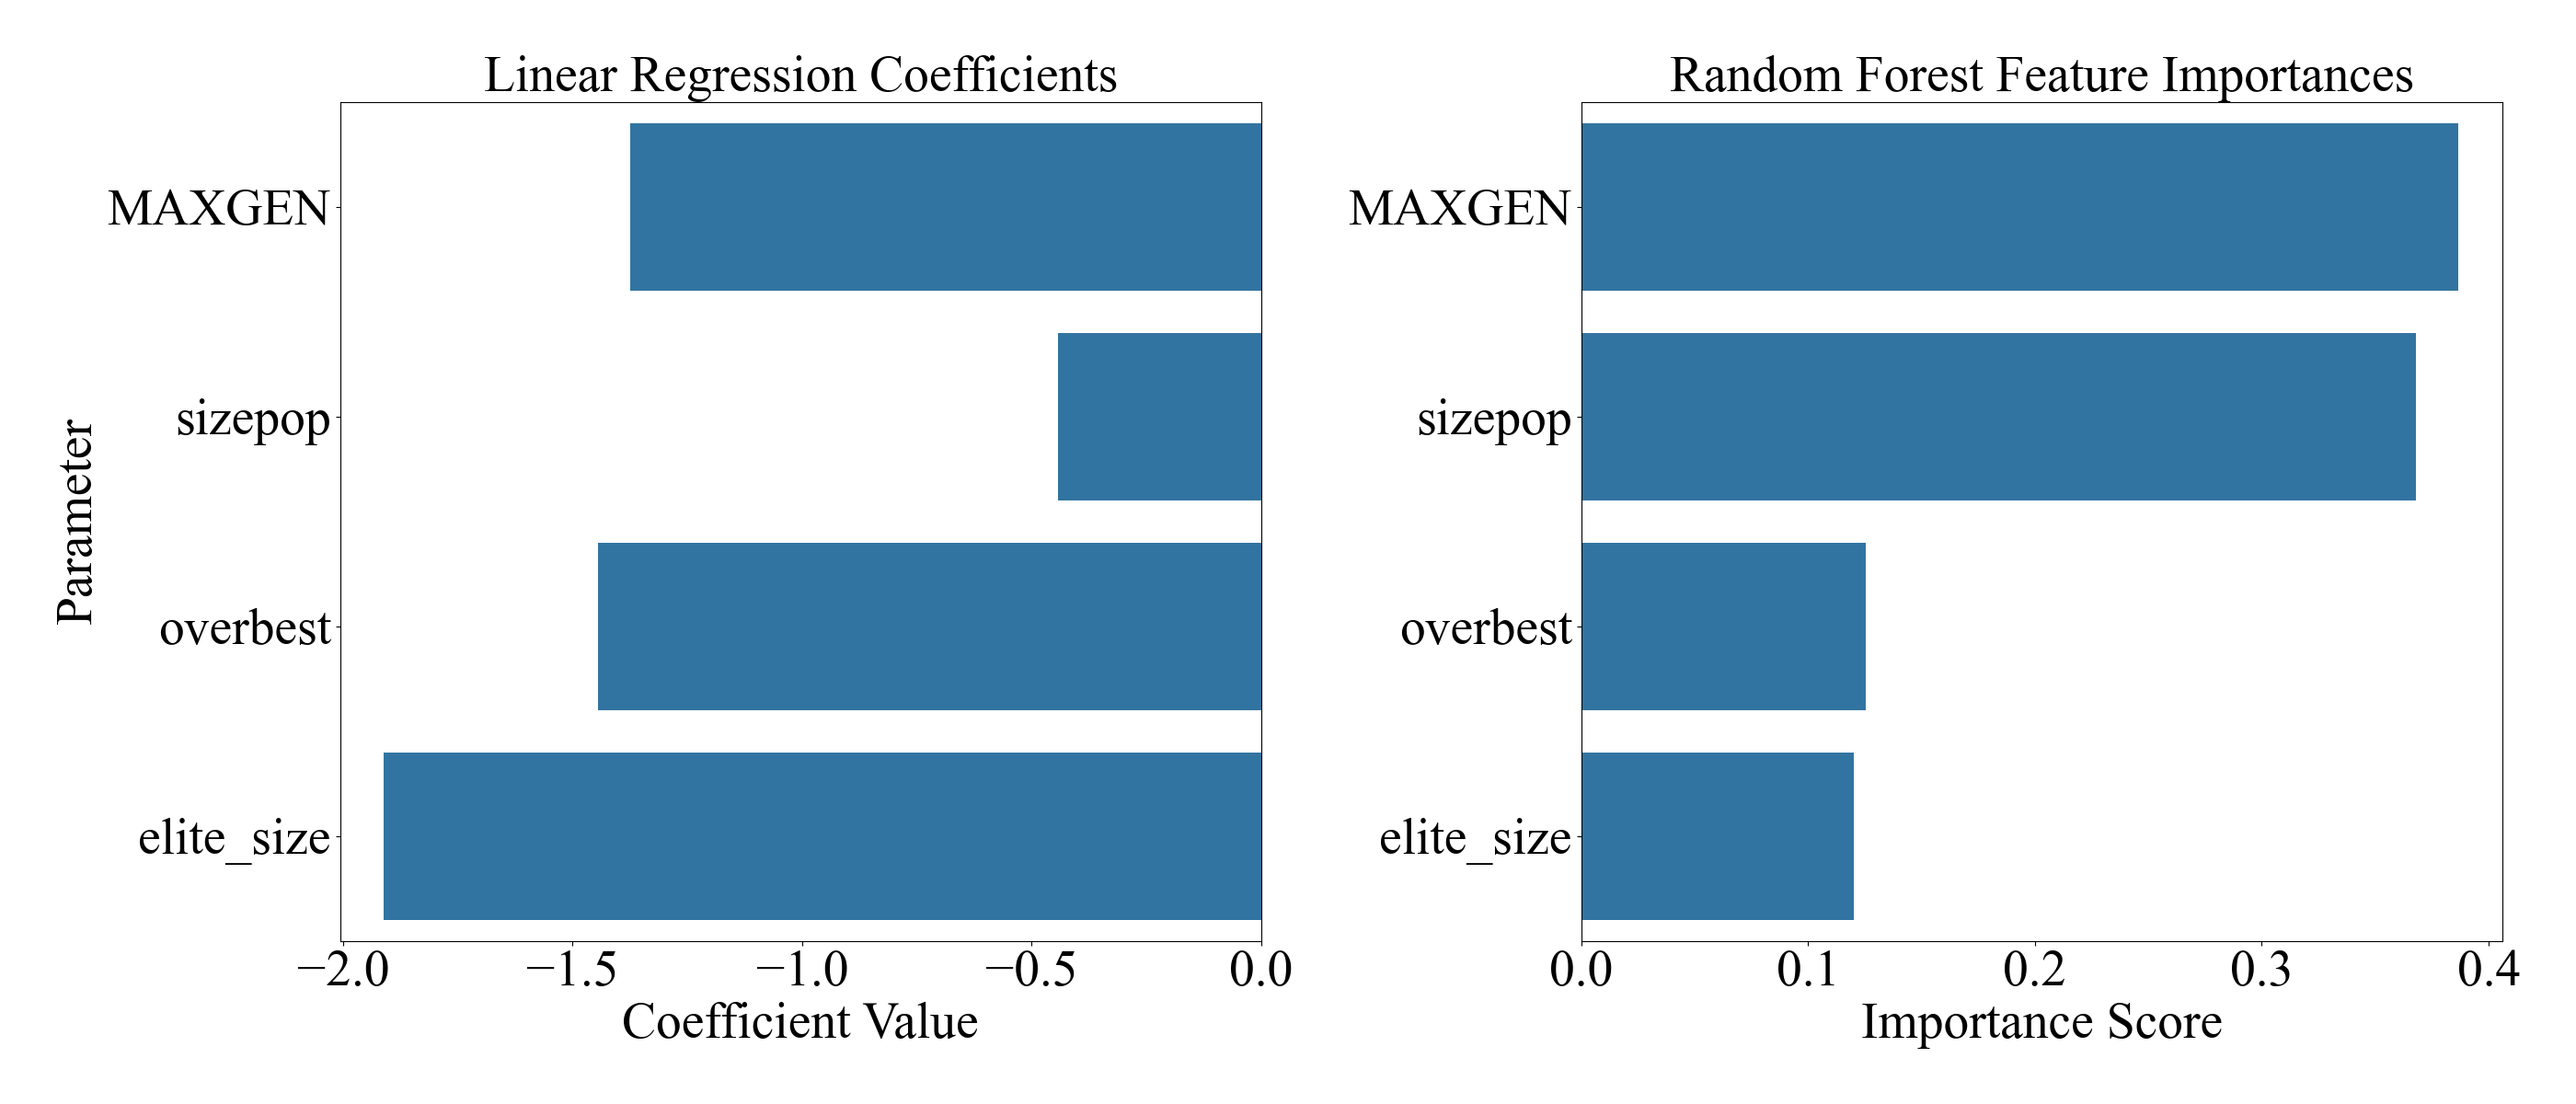 Linear Regression Coefficients
Parameter
MAXGEN
sizepop
overbest
elite_size
−2.0 −1.5 −1.0 −0.5 0.0
Coefficient Value
Random Forest Feature Importances
MAXGEN
sizepop
overbest
elite_size
0.0 0.1 0.2 0.3 0.4
Importance Score